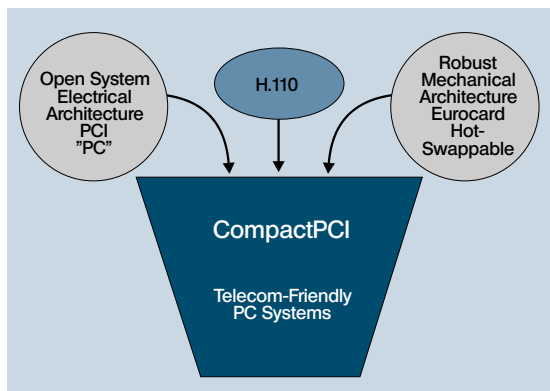 Open System
Electrical
Architecture
PCI
”PC”
H.110
Robust
Mechanical
Architecture
Eurocard
Hot-
Swappable
CompactPCI
Telecom-Friendly
PC Systems